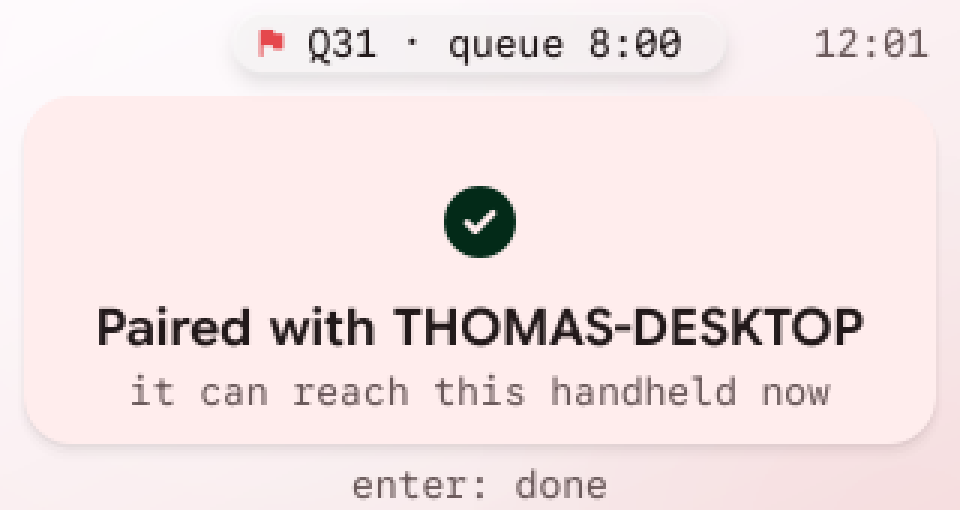 Q31 · queue 8:00
12:01
Paired with THOMAS-DESKTOP
it can reach this handheld now
enter: done